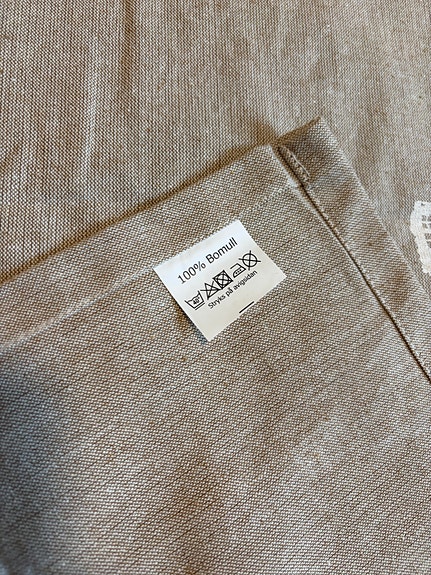 100% Bomull
Stryks på avigsidan